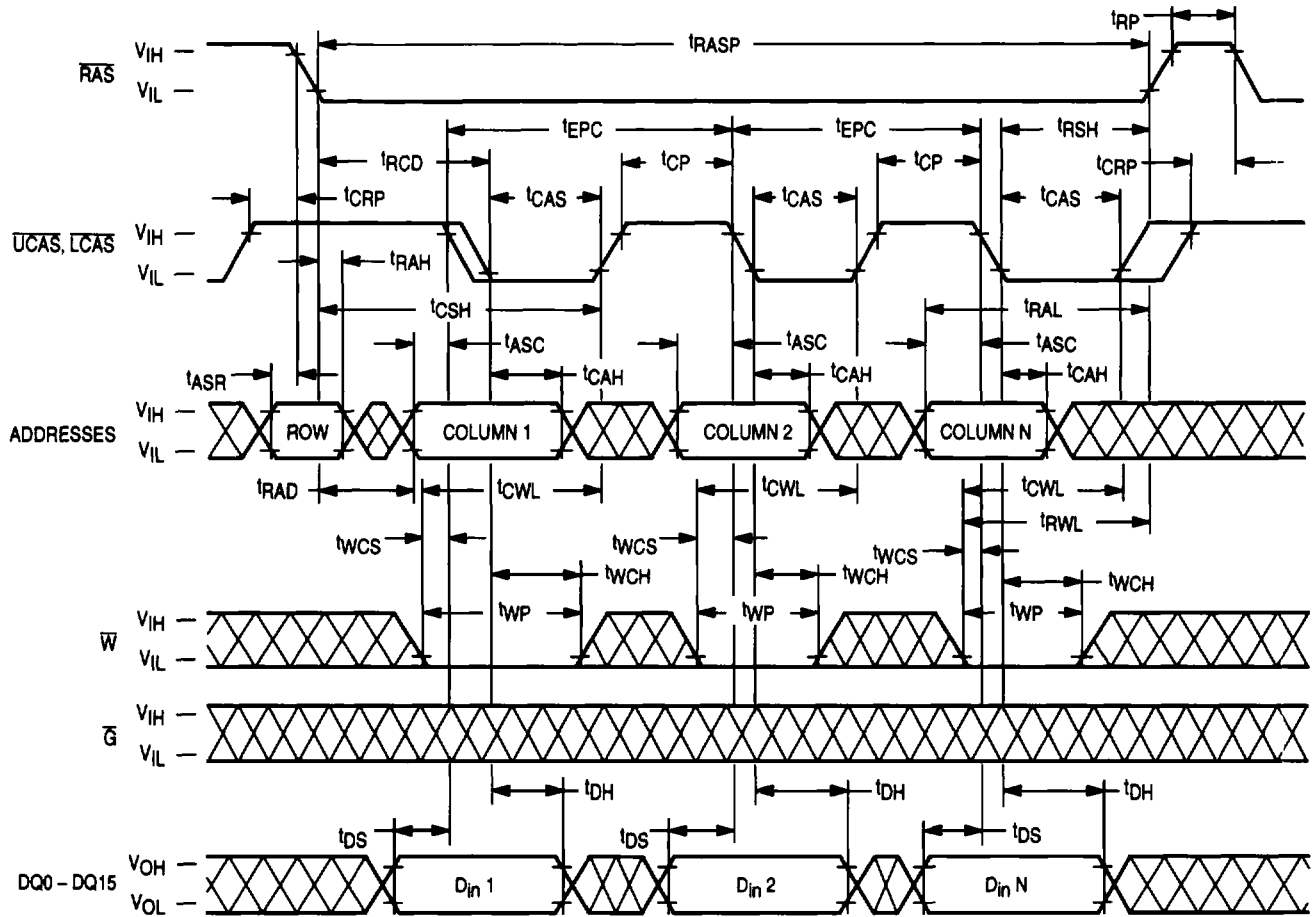 tRP
VIH
tRASP
RAS
VIL
tEPC tEPC tRSH
tRCD tCP tCP tCRP
tCRP tCAS tCAS tCAS
UCAS, LCAS VIH
VIL
tRAH
tCSH tRAL
tASC tASC tASC
tASR tCAH tCAH tCAH
ADDRESSES VIH
ROW COLUMN 1 COLUMN 2 COLUMN N
VIL
tRAD tCWL tCWL tCWL
tRWL
tWCS tWCS tWCS
tWCH tWCH tWCH
tWP tWP tWP
VIH
W
VIL
VIH
G
VIL
tDH tDH tDH
tDS tDS tDS
VOH
DQ0 – DQ15 Din 1 Din 2 Din N
VOL